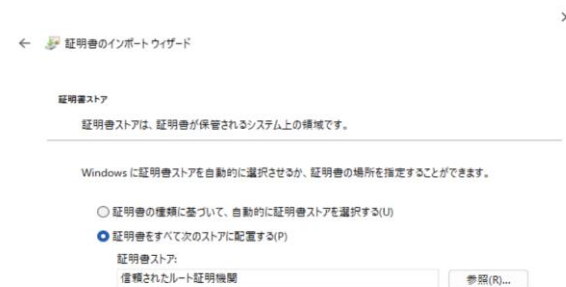 証明書のインポート ウィザード
証明書ストア
証明書ストアは、証明書が保管されるシステム上の領域です。
Windows に証明書ストアを自動的に選択させるか、証明書の場所を指定することができます。
証明書の種類に基づいて、自動的に証明書ストアを選択する(U)
証明書をすべて次のストアに配置する(P)
証明書ストア:
信頼されたルート証明機関 参照(R)...